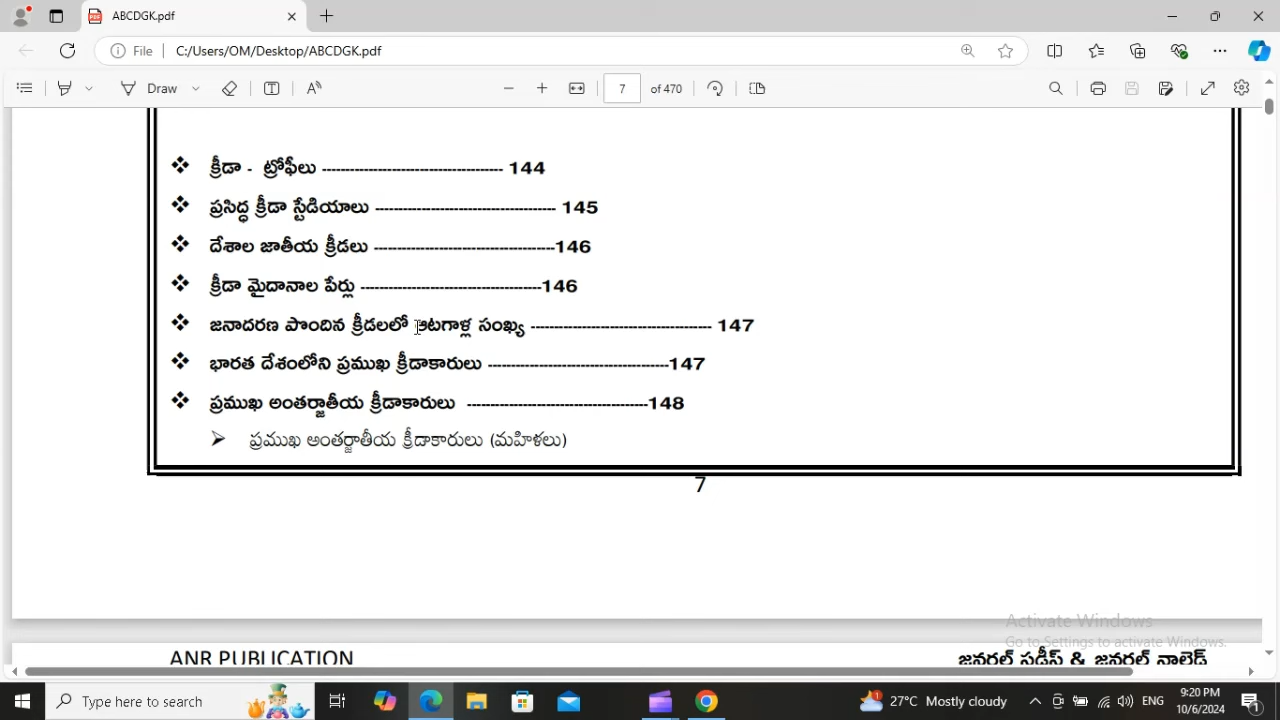 ABCDGK.pdf
File C:/Users/OM/Desktop/ABCDGK.pdf
Draw 7 of 470
❖ క్రీడా - ట్రోఫీలు -------------------------------------- 144
❖ ప్రసిద్ధ క్రీడా స్టేడియాలు -------------------------------------- 145
❖ దేశాల జాతీయ క్రీడలు --------------------------------------146
❖ క్రీడా మైదానాల పేర్లు --------------------------------------146
❖ జనాదరణ పొందిన క్రీడలలో ఆటగాళ్ల సంఖ్య -------------------------------------- 147
❖ భారత దేశంలోని ప్రముఖ క్రీడాకారులు --------------------------------------147
❖ ప్రముఖ అంతర్జాతీయ క్రీడాకారులు --------------------------------------148
➢ ప్రముఖ అంతర్జాతీయ క్రీడాకారులు (మహిళలు)
7
Activate Windows
Go to Settings to activate Windows.
ANR PUBLICATION జనరల్ స్టడీస్ & జనరల్ నాలెడ్జ్
Type here to search 27°C Mostly cloudy ENG 9:20 PM
10/6/2024